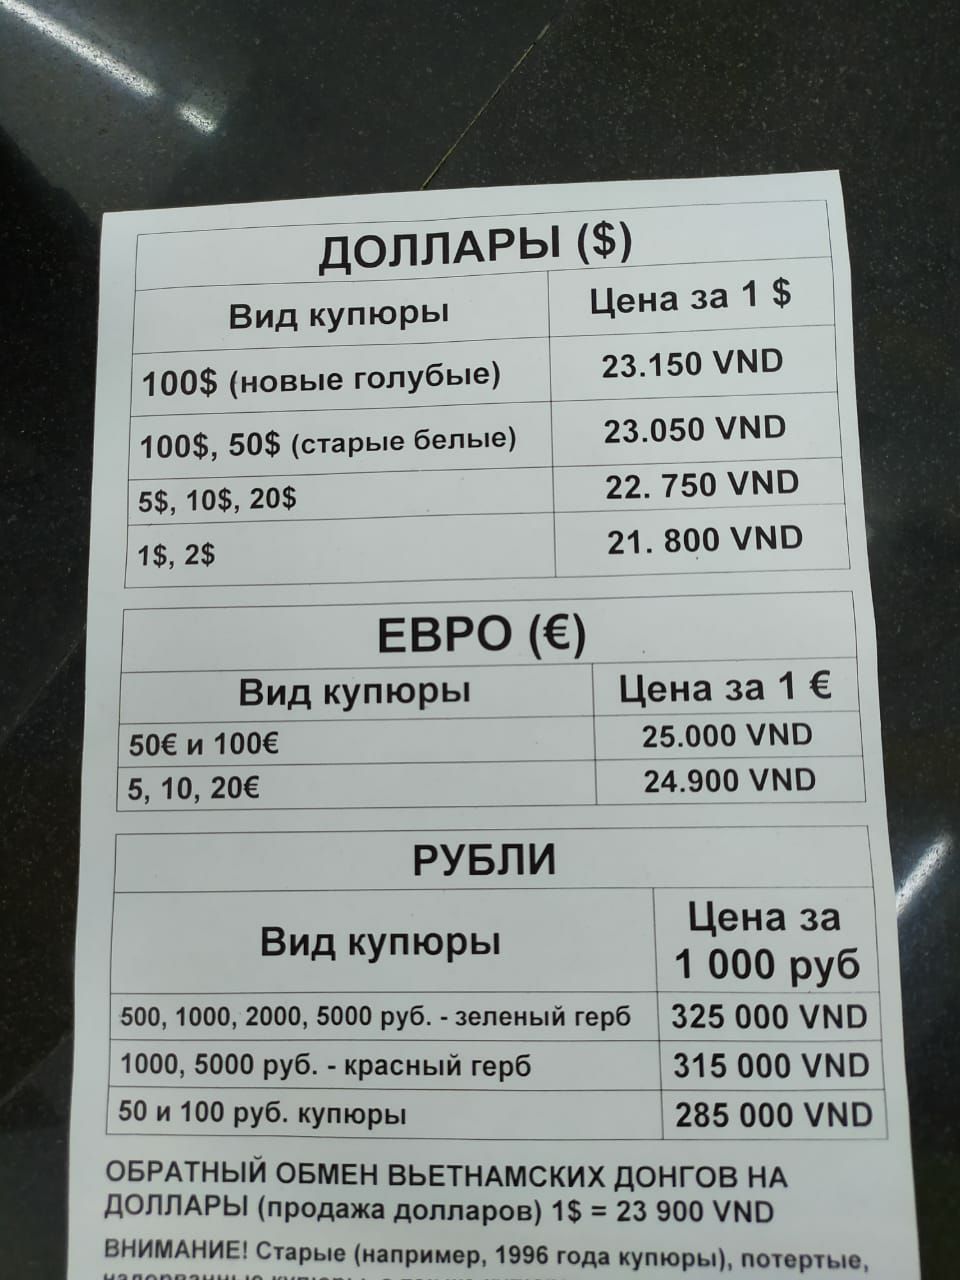 ДОЛЛАРЫ ($)
Вид купюры
Цена за 1 $
100$ (новые голубые)
23.150 VND
100$, 50$ (старые белые)
23.050 VND
5$, 10$, 20$
22. 750 VND
1$, 2$
21. 800 VND
ЕВРО (€)
Вид купюры
Цена за 1 €
50€ и 100€
25.000 VND
5, 10, 20€
24.900 VND
РУБЛИ
Вид купюры
Цена за
1 000 руб
500, 1000, 2000, 5000 руб. - зеленый герб
325 000 VND
1000, 5000 руб. - красный герб
315 000 VND
50 и 100 руб. купюры
285 000 VND
ОБРАТНЫЙ ОБМЕН ВЬЕТНАМСКИХ ДОНГОВ НА
ДОЛЛАРЫ (продажа долларов) 1$ = 23 900 VND
ВНИМАНИЕ! Старые (например, 1996 года купюры), потертые,